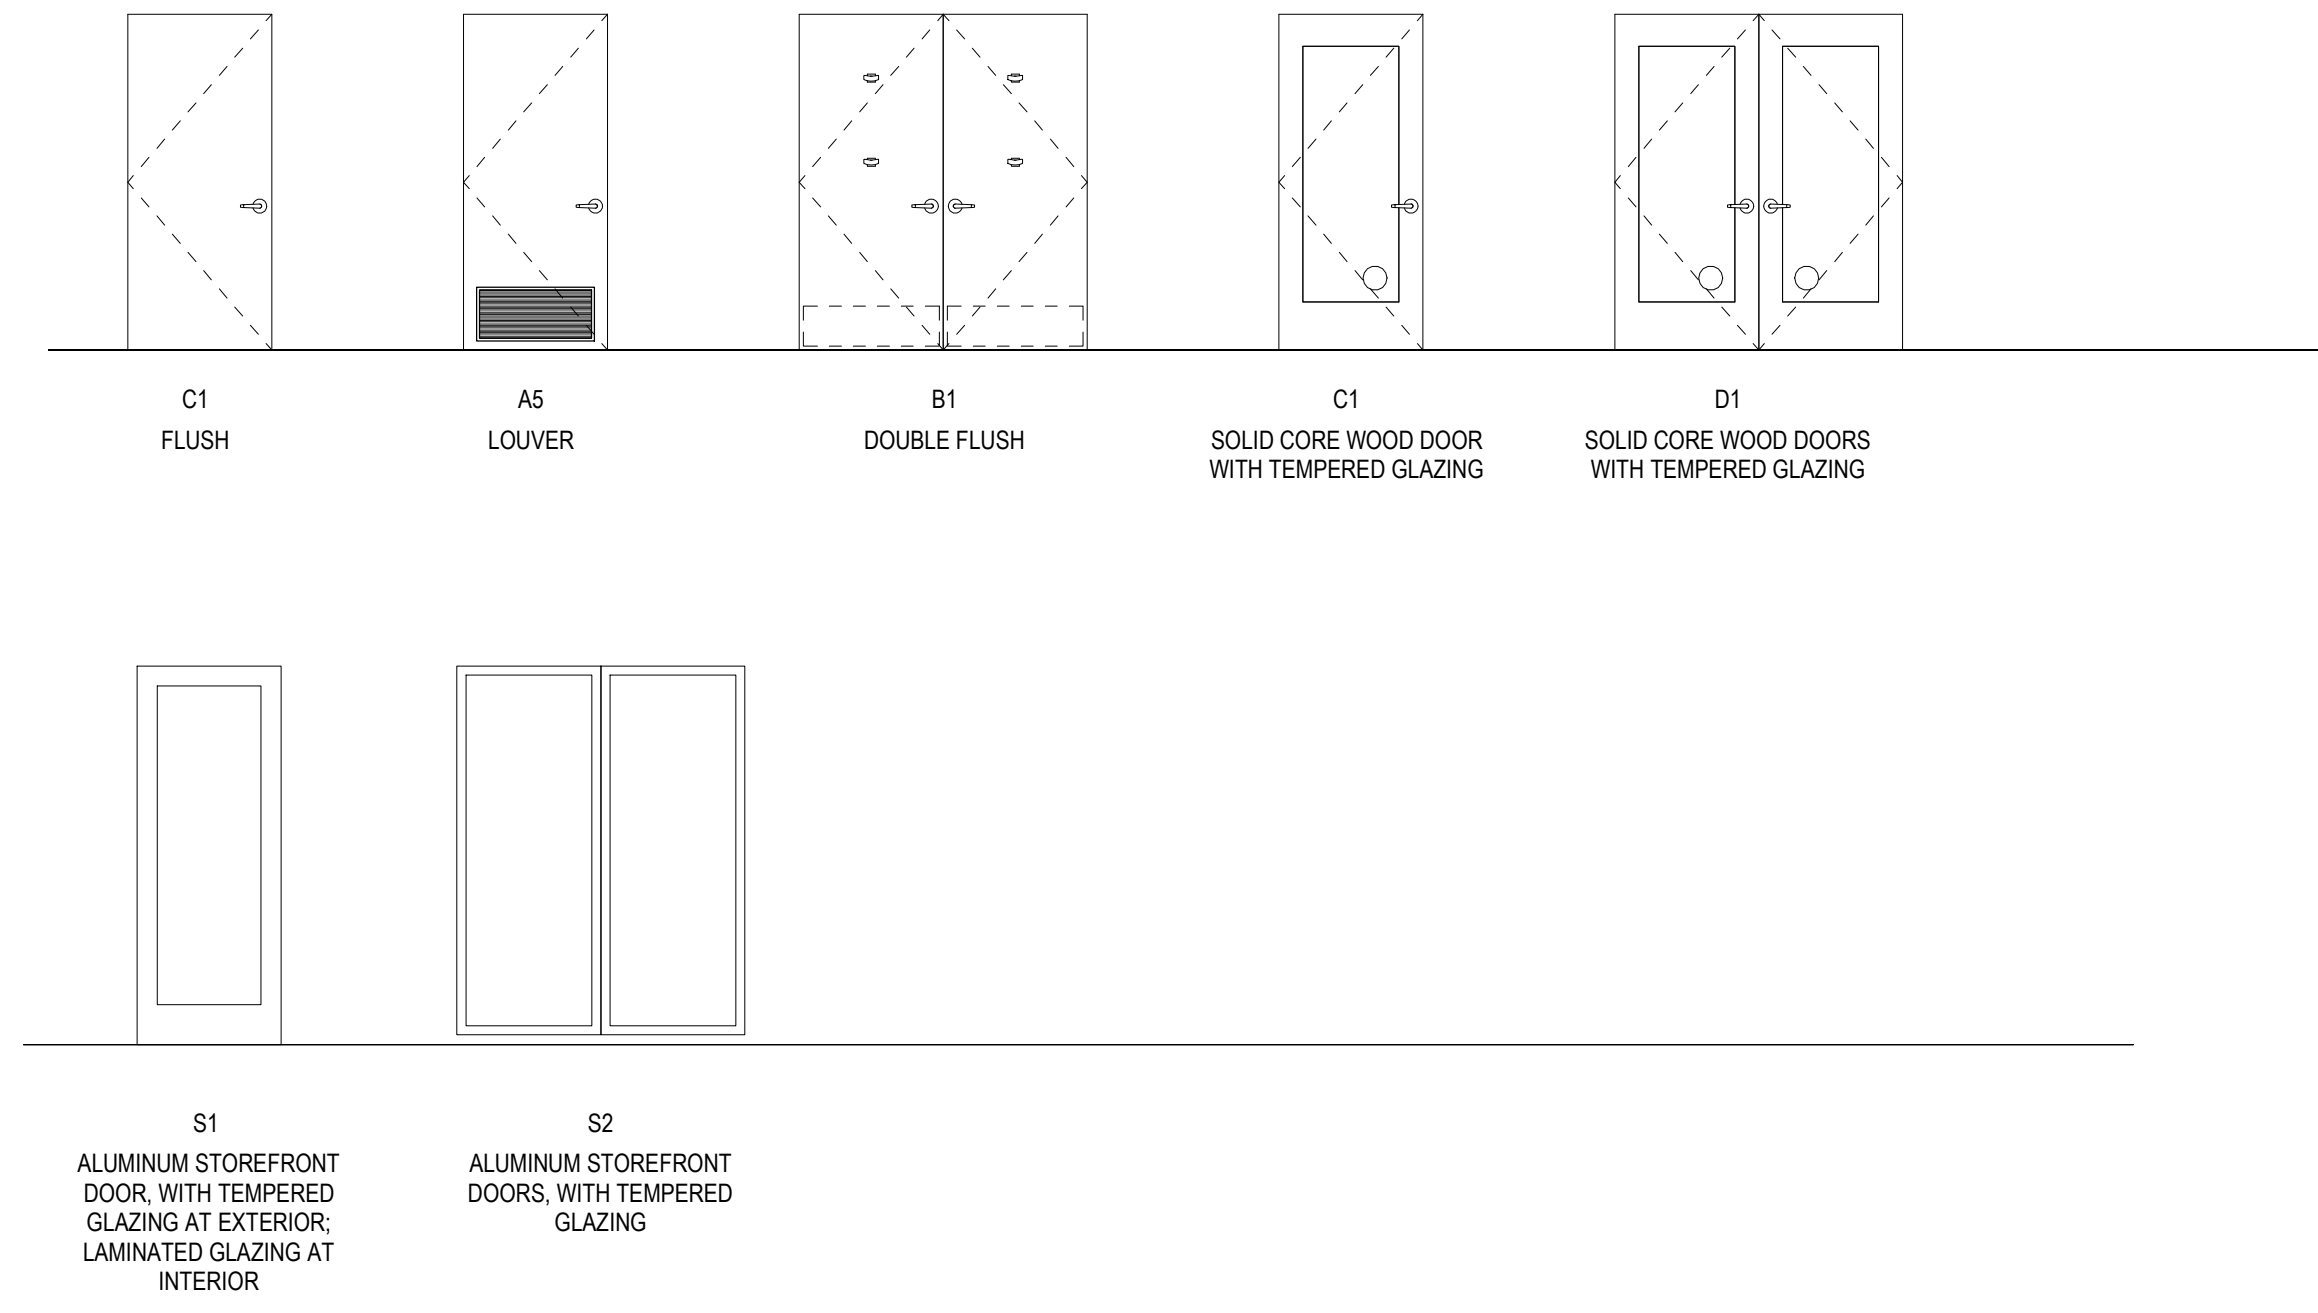 C1
FLUSH
A5
LOUVER
B1
DOUBLE FLUSH
C1
SOLID CORE WOOD DOOR
WITH TEMPERED GLAZING
D1
SOLID CORE WOOD DOORS
WITH TEMPERED GLAZING
S1
ALUMINUM STOREFRONT
DOOR, WITH TEMPERED
GLAZING AT EXTERIOR;
LAMINATED GLAZING AT
INTERIOR
S2
ALUMINUM STOREFRONT
DOORS, WITH TEMPERED
GLAZING